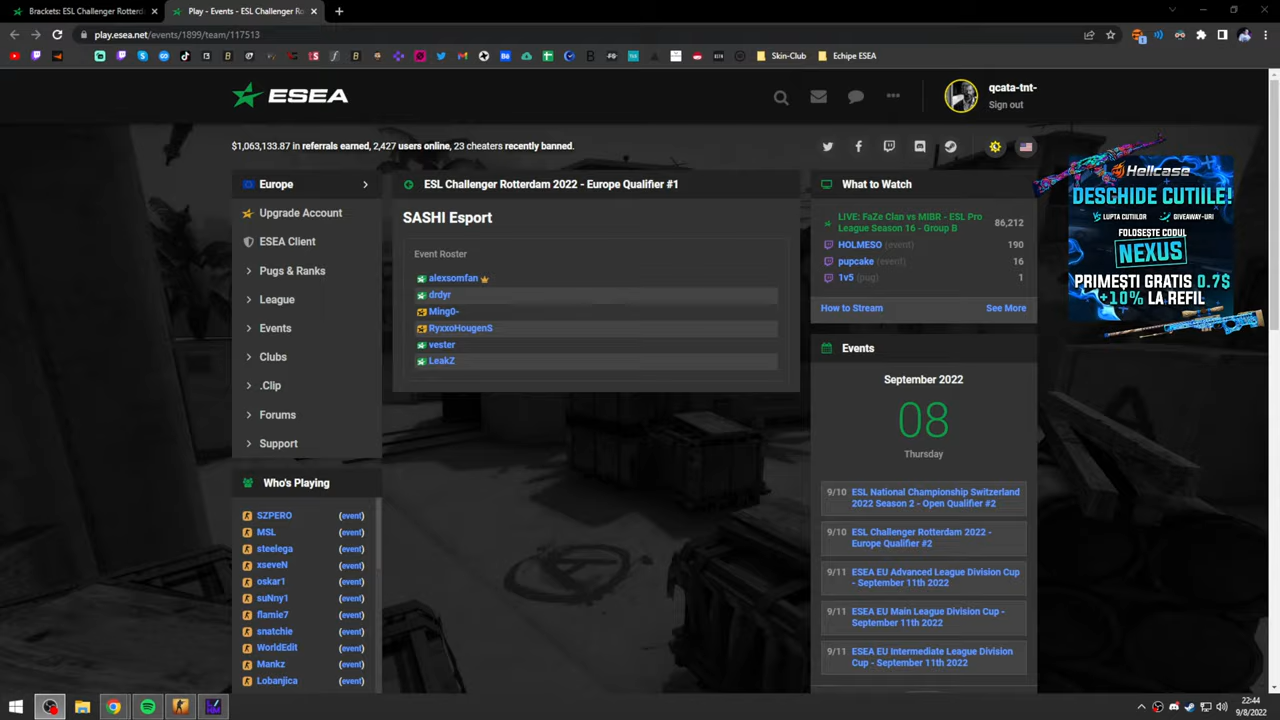 Brackets: ESL Challenger Rotterd
Play - Events - ESL Challenger Ro
play.esea.net/events/1899/team/117513
Skin-Club
Echipe ESEA
ESEA
qcata-tnt-
Sign out
$1,063,133.87 in referrals earned, 2,427 users online, 23 cheaters recently banned.
Europe
Upgrade Account
ESEA Client
Pugs & Ranks
League
Events
Clubs
.Clip
Forums
Support
Who's Playing
SZPERO (event)
MSL (event)
steelega (event)
xseveN (event)
oskar1 (event)
suNny1 (event)
flamie7 (event)
snatchie (event)
WorldEdit (event)
Mankz (event)
Lobanjica (event)
ESL Challenger Rotterdam 2022 - Europe Qualifier #1
SASHI Esport
Event Roster
alexsomfan
drdyr
Ming0-
RyxxoHougenS
vester
LeakZ
What to Watch
LIVE: FaZe Clan vs MIBR - ESL Pro
League Season 16 - Group B
86,212
HOLMESO (event) 190
pupcake (event) 16
1v5 (pug) 1
How to Stream
See More
Events
September 2022
08
Thursday
9/10 ESL National Championship Switzerland
2022 Season 2 - Open Qualifier #2
9/10 ESL Challenger Rotterdam 2022 -
Europe Qualifier #2
9/11 ESEA EU Advanced League Division Cup
- September 11th 2022
9/11 ESEA EU Main League Division Cup -
September 11th 2022
9/11 ESEA EU Intermediate League Division
Cup - September 11th 2022
Hellcase
DESCHIDE CUTIILE!
LUPTA CUTIILOR
GIVEAWAY-URI
FOLOSEȘTE CODUL
NEXUS
PRIMEȘTI GRATIS 0.7$
+10% LA REFIL
22:44
9/8/2022